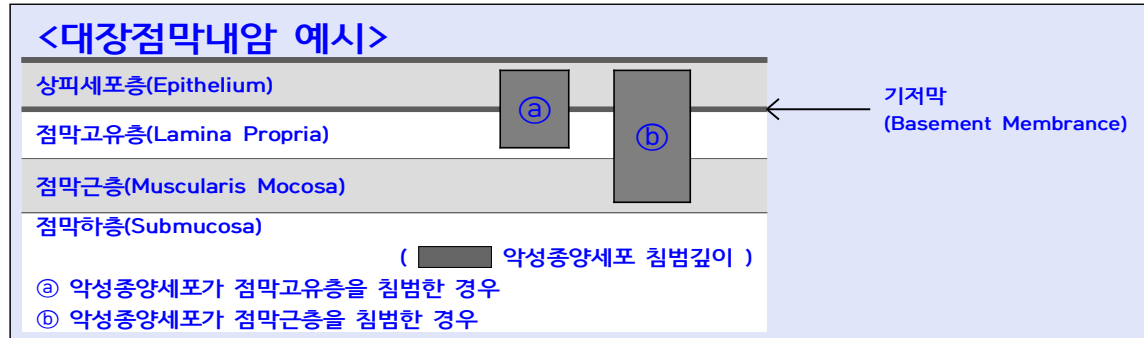 <대장점막내암 예시>
상피세포층(Epithelium)
점막고유층(Lamina Propria)
점막근층(Muscularis Mocosa)
점막하층(Submucosa)
ⓐ
ⓑ
기저막
(Basement Membrance)
( 악성종양세포 침범깊이 )
ⓐ 악성종양세포가 점막고유층을 침범한 경우
ⓑ 악성종양세포가 점막근층을 침범한 경우